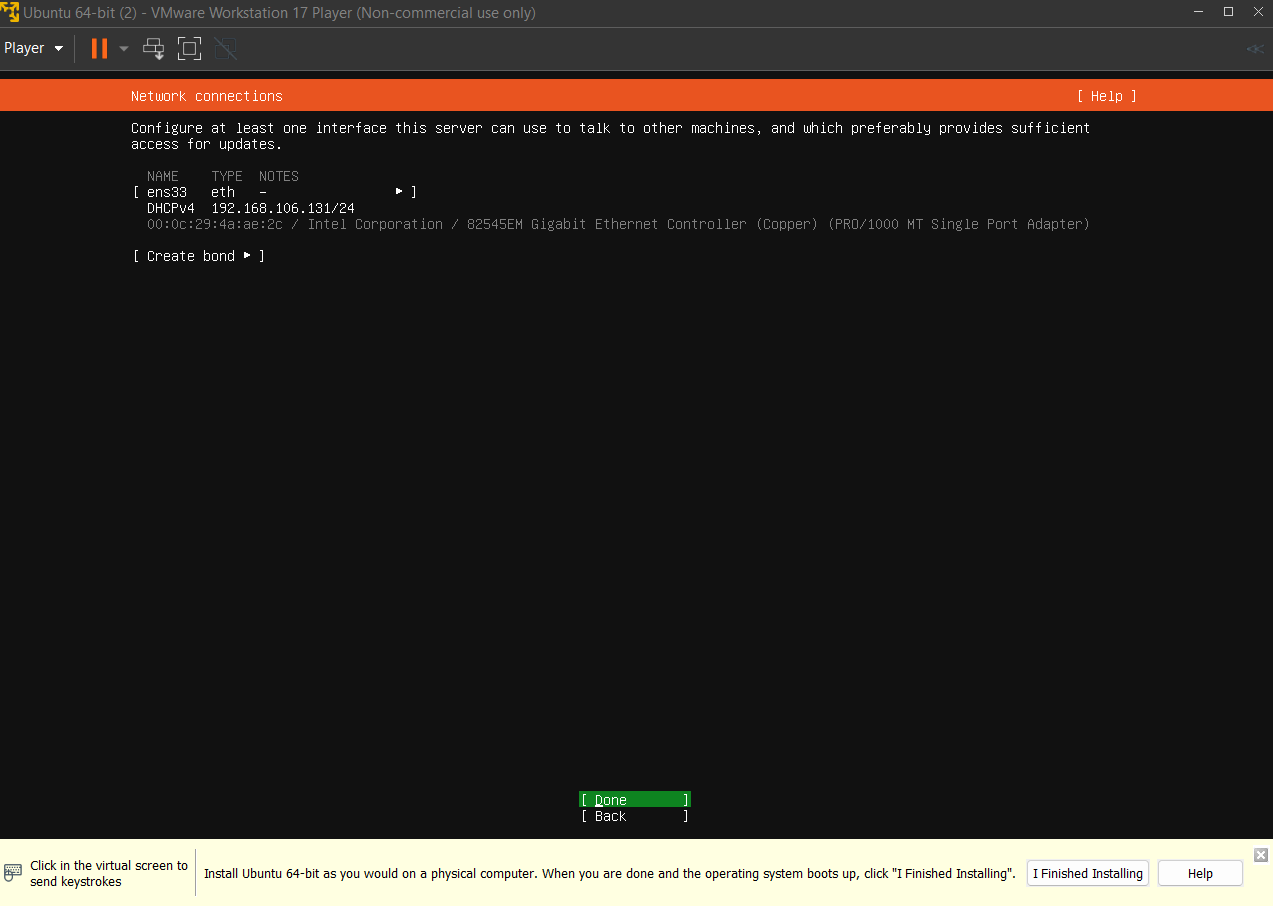 Ubuntu 64-bit (2) - VMware Workstation 17 Player (Non-commercial use only)
Player
Network connections [ Help ]
Configure at least one interface this server can use to talk to other machines, and which preferably provides sufficient
access for updates.
NAME TYPE NOTES
[ ens33 eth – ▸ ]
DHCPv4 192.168.106.131/24
00:0c:29:4a:ae:2c / Intel Corporation / 82545EM Gigabit Ethernet Controller (Copper) (PRO/1000 MT Single Port Adapter)
[ Create bond ▸ ]
[ Done ]
[ Back ]
Click in the virtual screen to
send keystrokes
Install Ubuntu 64-bit as you would on a physical computer. When you are done and the operating system boots up, click "I Finished Installing".
I Finished Installing
Help